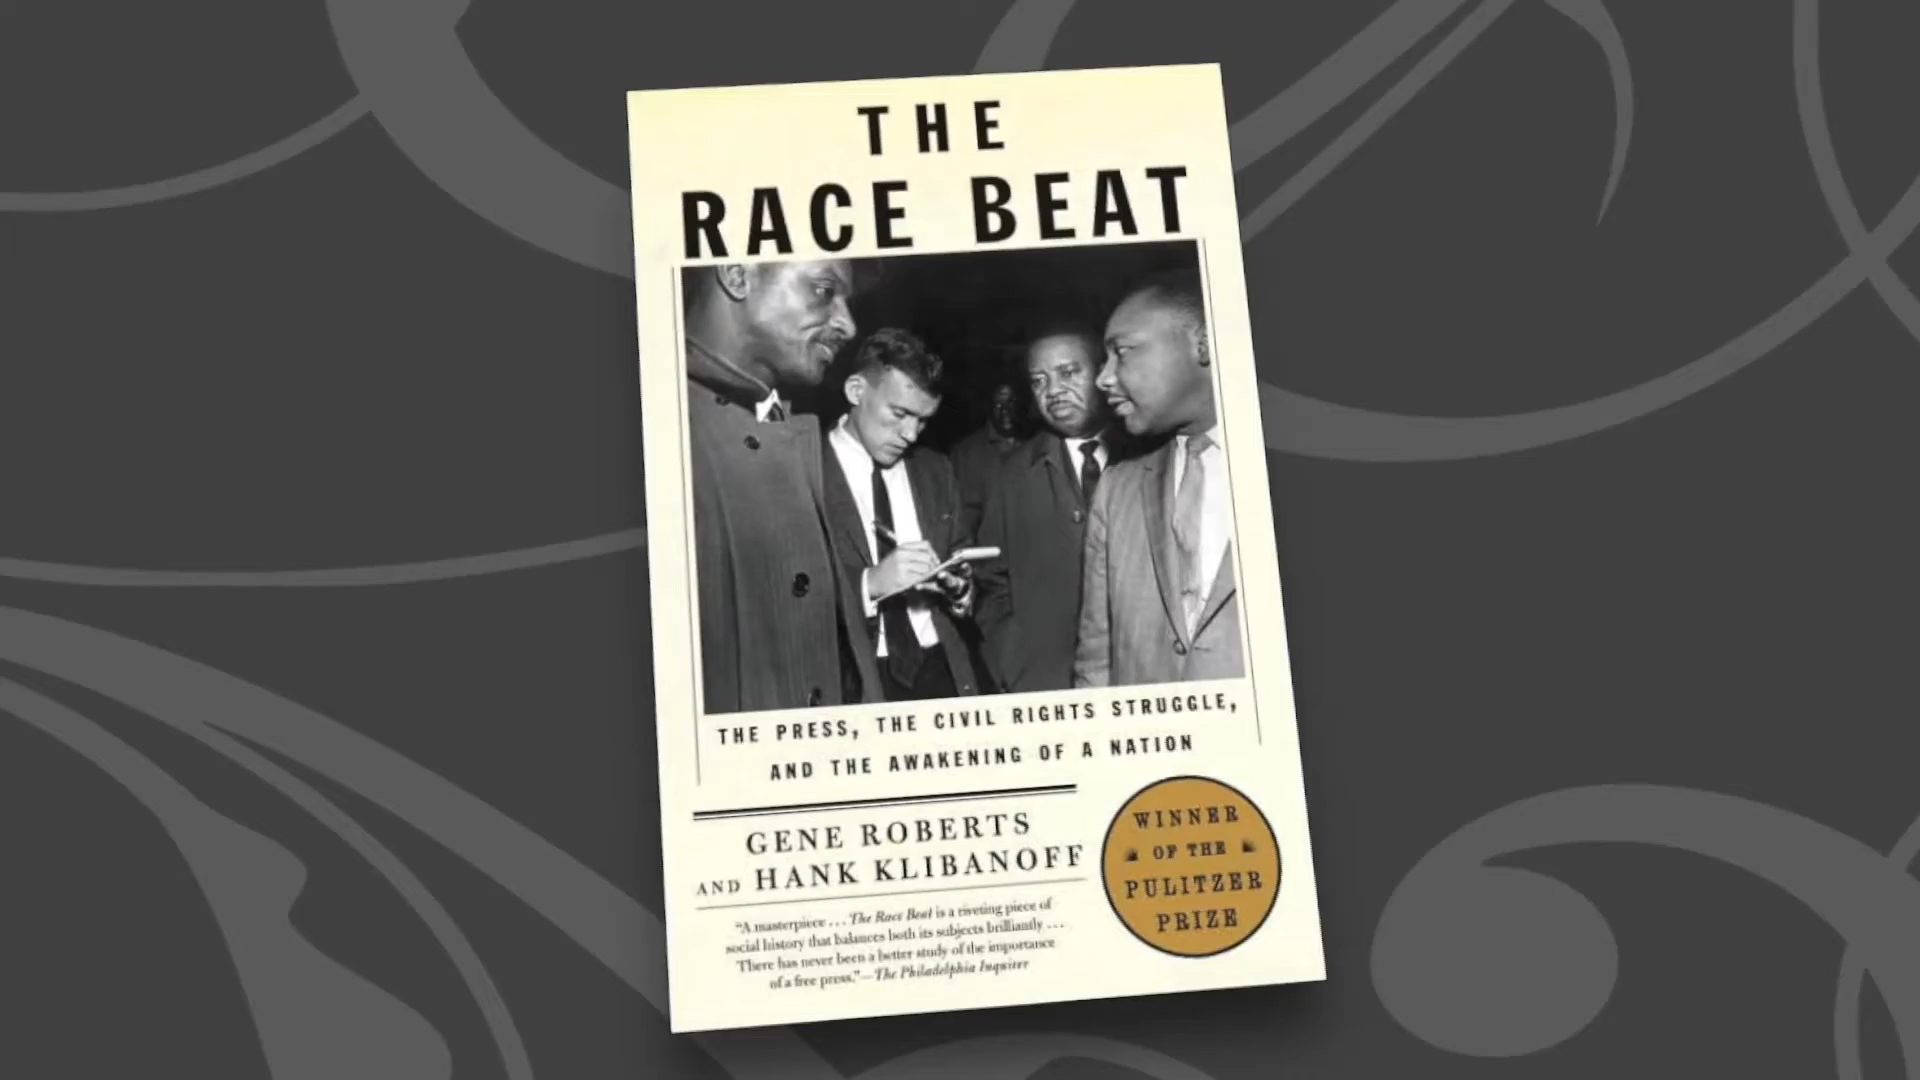 THE
RACE BEAT
THE PRESS, THE CIVIL RIGHTS STRUGGLE,
AND THE AWAKENING OF A NATION
GENE ROBERTS
AND HANK KLIBANOFF
"A masterpiece . . . The Race Beat is a riveting piece of
social history that balances both its subjects brilliantly . . .
There has never been a better study of the importance
of a free press."—The Philadelphia Inquirer
WINNER
OF THE
PULITZER
PRIZE